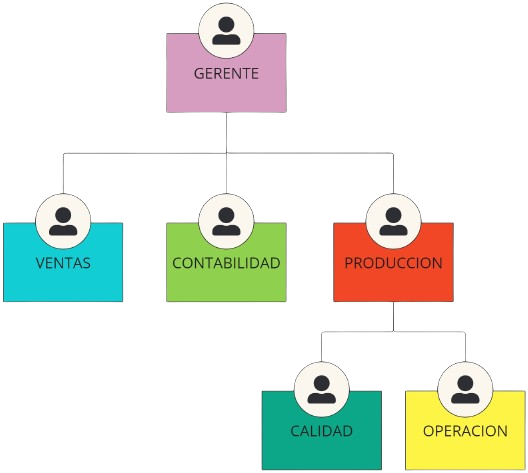 GERENTE
VENTAS
CONTABILIDAD
PRODUCCION
CALIDAD
OPERACION